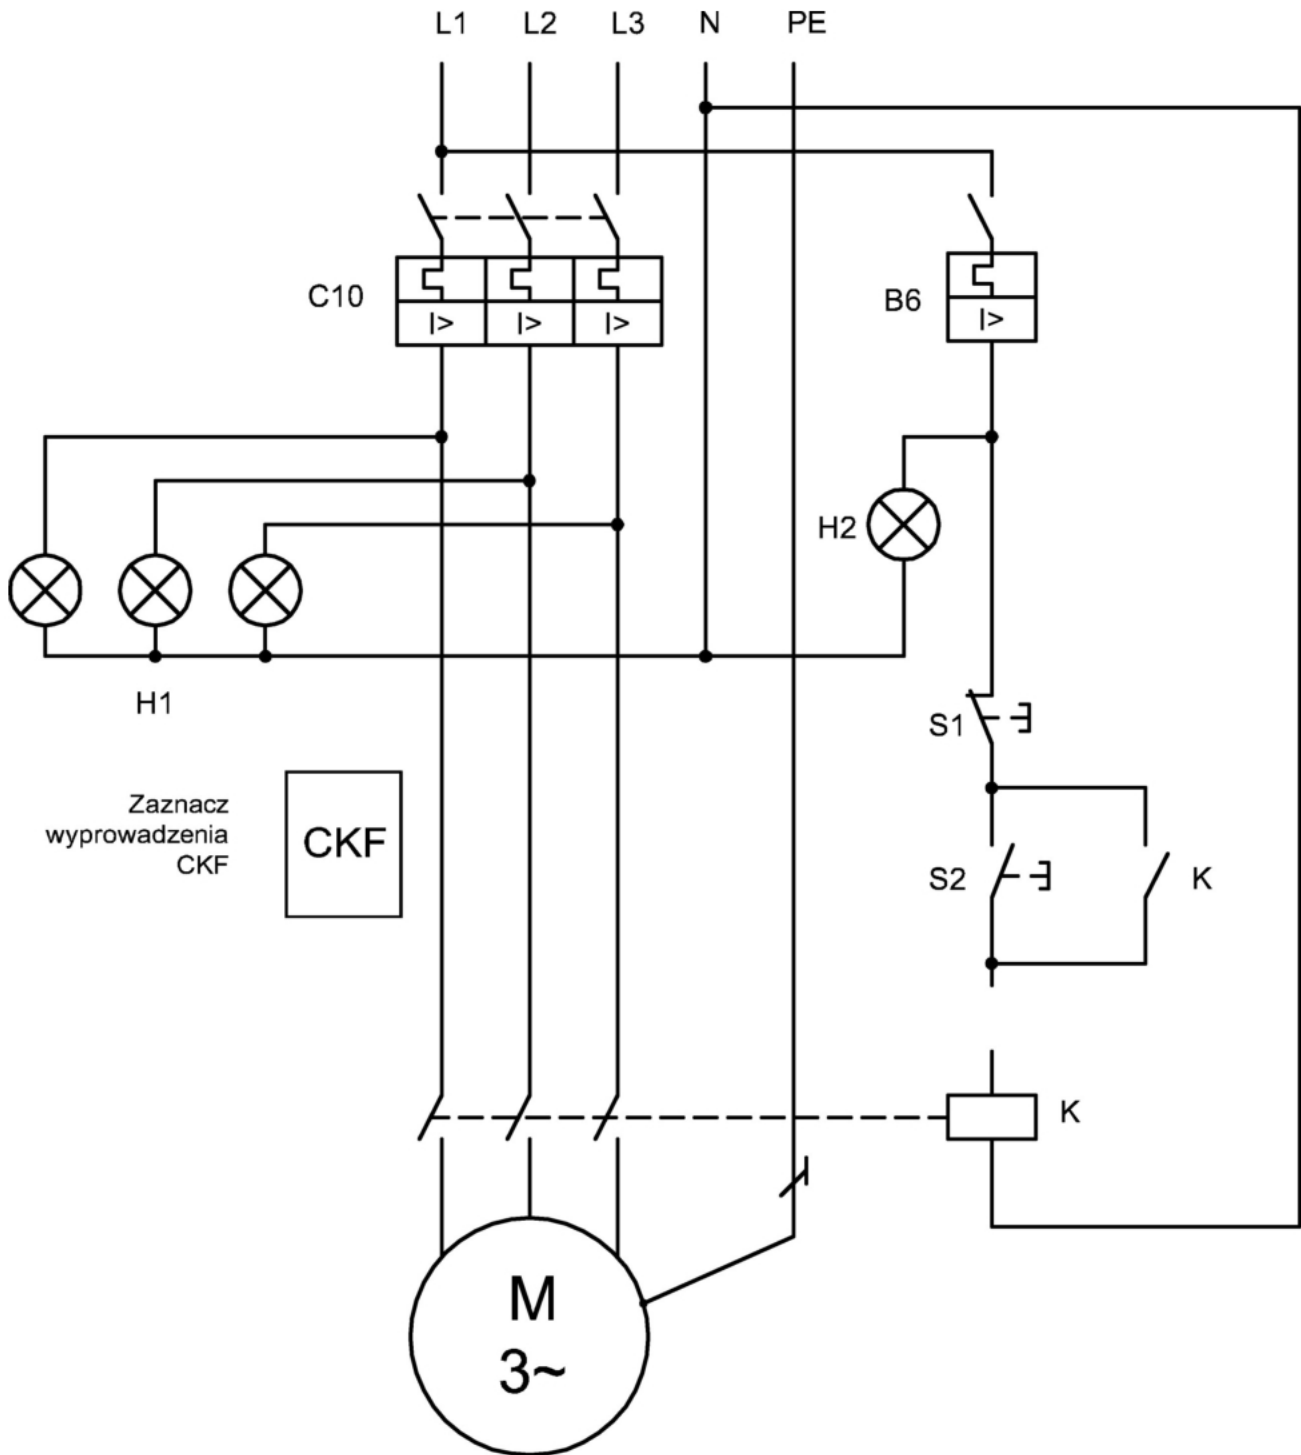 L1 L2 L3 N PE
C10
I> I> I>
B6
I>
H2
H1
S1
Zaznacz
wyprowadzenia
CKF
CKF
S2
K
K
M
3~